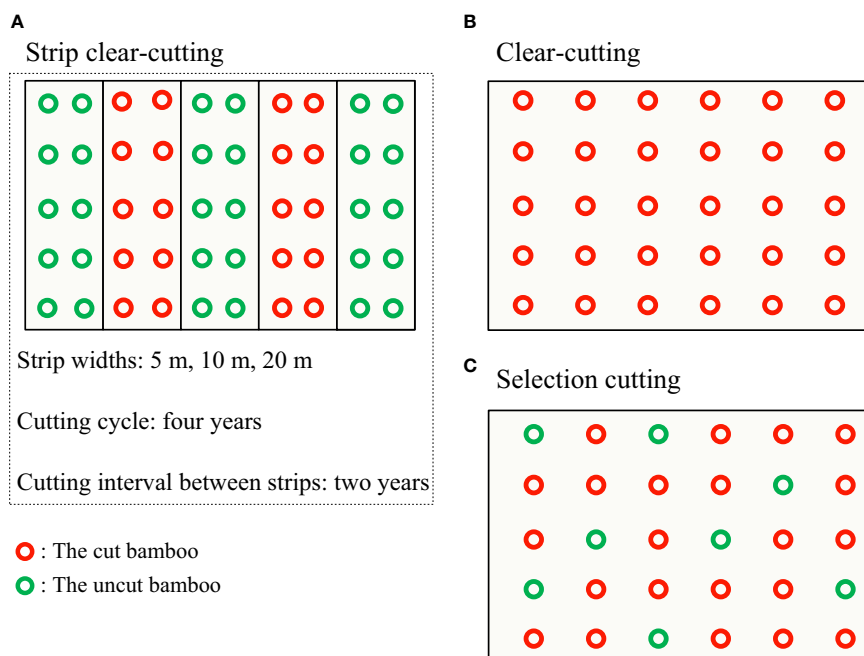 A
Strip clear-cutting
Strip widths: 5 m, 10 m, 20 m
Cutting cycle: four years
Cutting interval between strips: two years
: The cut bamboo
: The uncut bamboo
B
Clear-cutting
C
Selection cutting